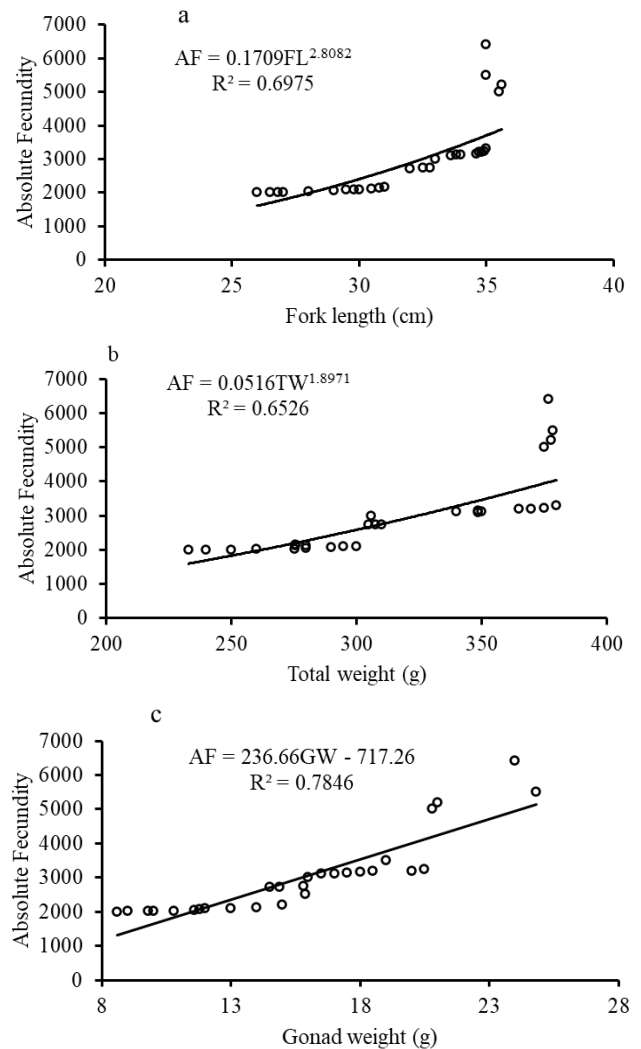 a
AF = 0.1709FL^2.8082
R² = 0.6975
7000
6000
5000
4000
3000
2000
1000
0
Absolute Fecundity
20 25 30 35 40
Fork length (cm)
b
AF = 0.0516TW^1.8971
R² = 0.6526
7000
6000
5000
4000
3000
2000
1000
0
Absolute Fecundity
200 250 300 350 400
Total weight (g)
c
AF = 236.66GW - 717.26
R² = 0.7846
7000
6000
5000
4000
3000
2000
1000
0
Absolute Fecundity
8 13 18 23 28
Gonad weight (g)